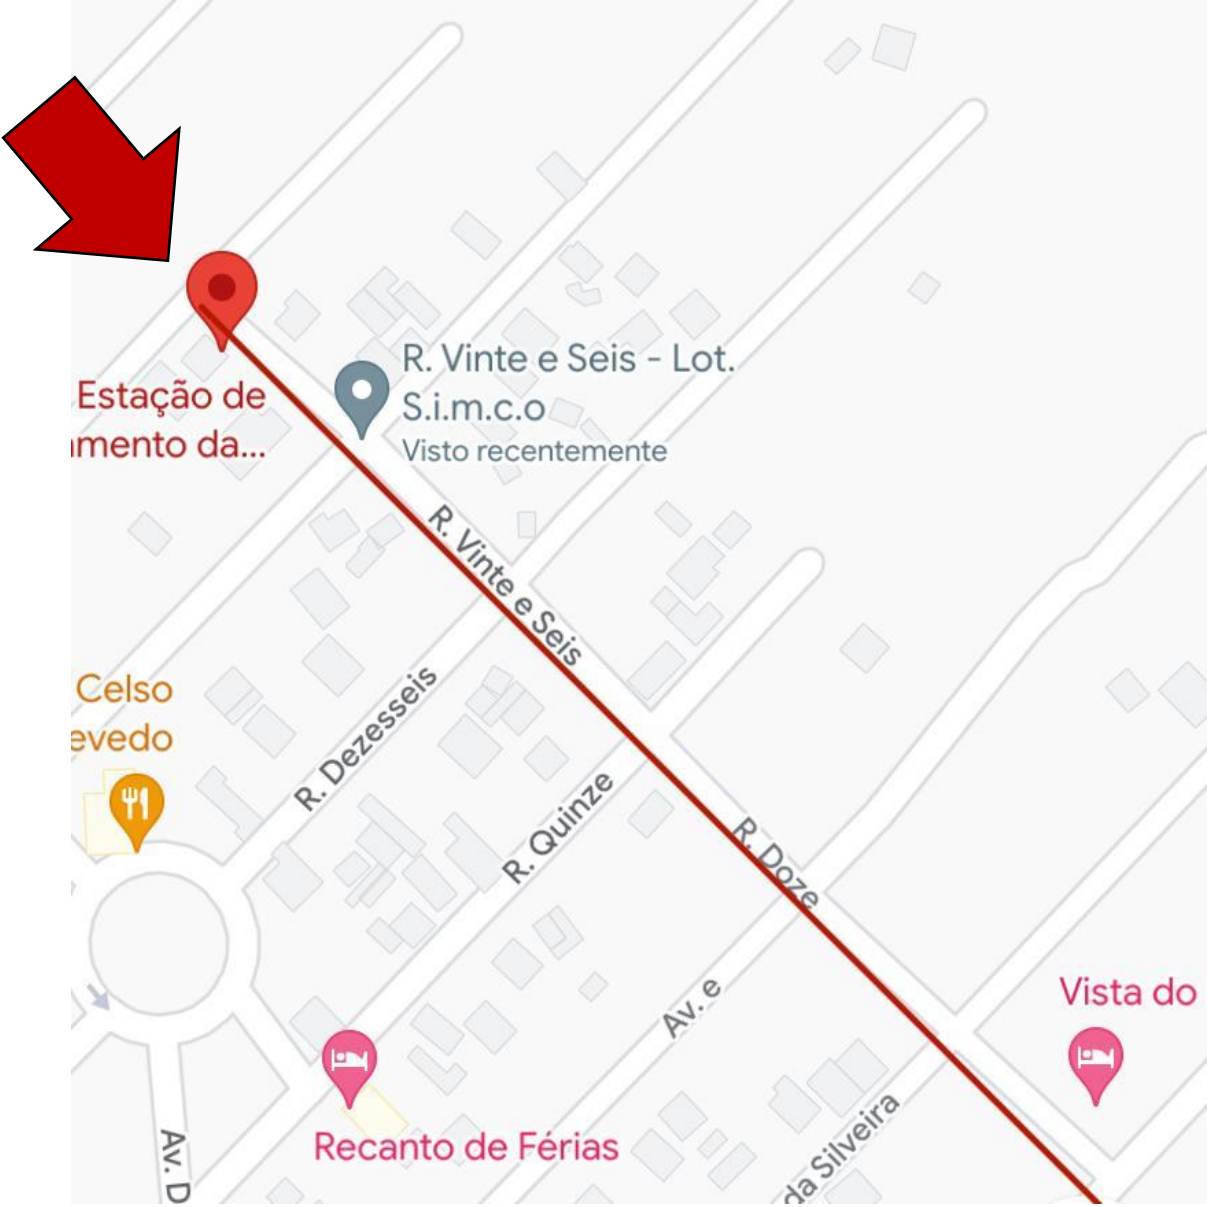 R. Vinte e Seis - Lot.
S.i.m.c.o
Visto recentemente
Estação de
amento da...
R. Vinte e Seis
Celso
evedo
R. Dezesseis
R. Quinze
R. Doze
Av. e
Vista do
Recanto de Férias
da Silveira
Av. D